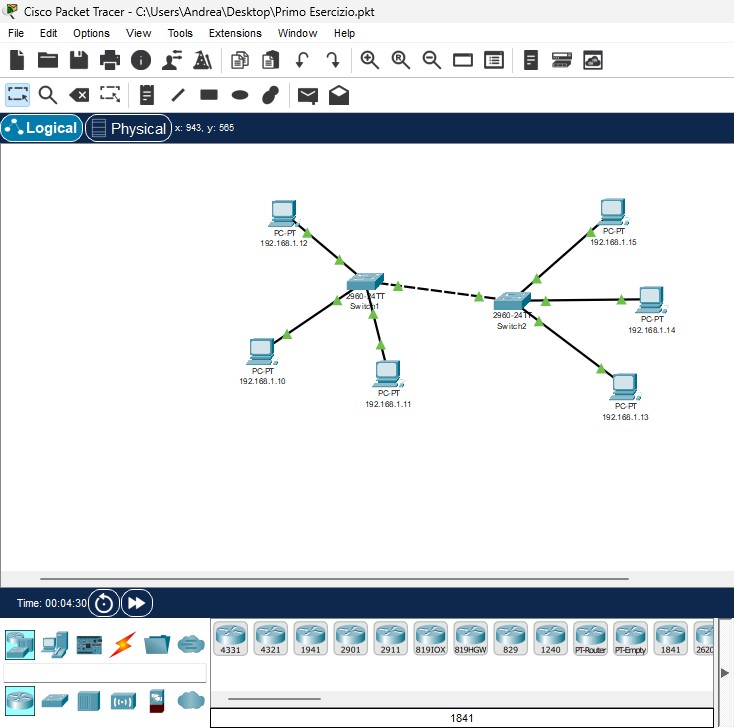 Cisco Packet Tracer - C:\Users\Andrea\Desktop\Primo Esercizio.pkt
File Edit Options View Tools Extensions Window Help
Logical Physical x: 943, y: 565
PC-PT
192.168.1.12
PC-PT
192.168.1.15
2960-24TT
Switch1
2960-24TT
Switch2
PC-PT
192.168.1.14
PC-PT
192.168.1.10
PC-PT
192.168.1.11
PC-PT
192.168.1.13
Time: 00:04:30
4331 4321 1941 2901 2911 819IOX 819HGW 829 1240 PT-Router PT-Empty 1841 2620
1841